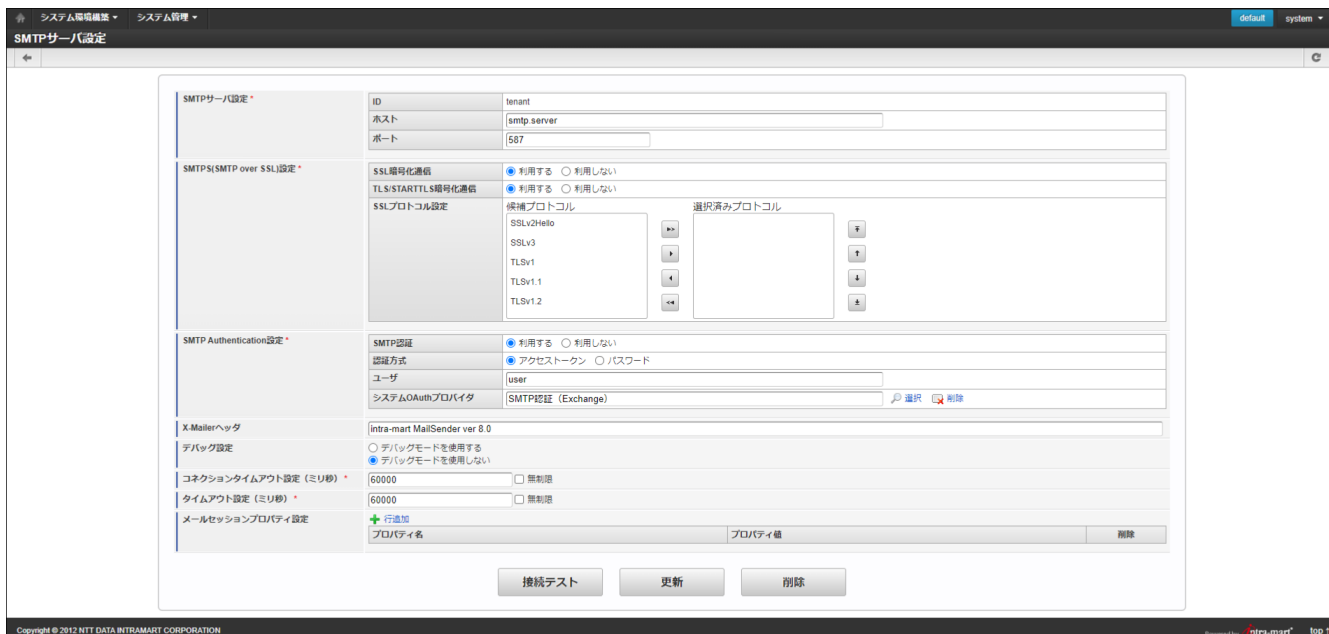 システム環境構築 ▾ システム管理 ▾ default system ▾
SMTPサーバ設定
SMTPサーバ設定 *
ID tenant
ホスト smtp.server
ポート 587
SMTPS(SMTP over SSL)設定 *
SSL暗号化通信 利用する 利用しない
TLS/STARTTLS暗号化通信 利用する 利用しない
SSLプロトコル設定 候補プロトコル 選択済みプロトコル
SSLv2Hello
SSLv3
TLSv1
TLSv1.1
TLSv1.2
SMTP Authentication設定 *
SMTP認証 利用する 利用しない
認証方式 アクセストークン パスワード
ユーザ user
システムOAuthプロバイダ SMTP認証（Exchange） 選択 削除
X-Mailerヘッダ intra-mart MailSender ver 8.0
デバッグ設定 デバッグモードを使用する
デバッグモードを使用しない
コネクションタイムアウト設定（ミリ秒） * 60000 無制限
タイムアウト設定（ミリ秒） * 60000 無制限
メールセッションプロパティ設定 行追加
プロパティ名 プロパティ値 削除
接続テスト 更新 削除
Copyright © 2012 NTT DATA INTRAMART CORPORATION Powered by intra-mart top ↑